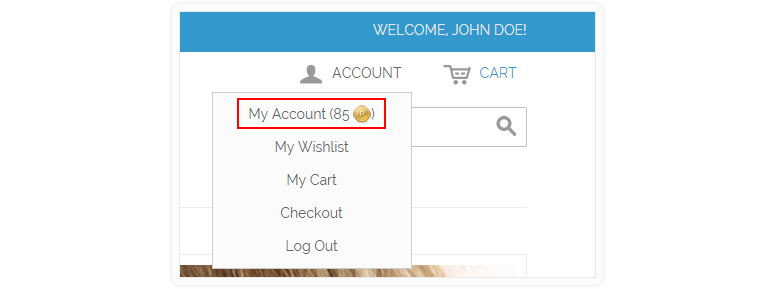 WELCOME, JOHN DOE!
ACCOUNT
CART
My Account (85 P)
My Wishlist
My Cart
Checkout
Log Out